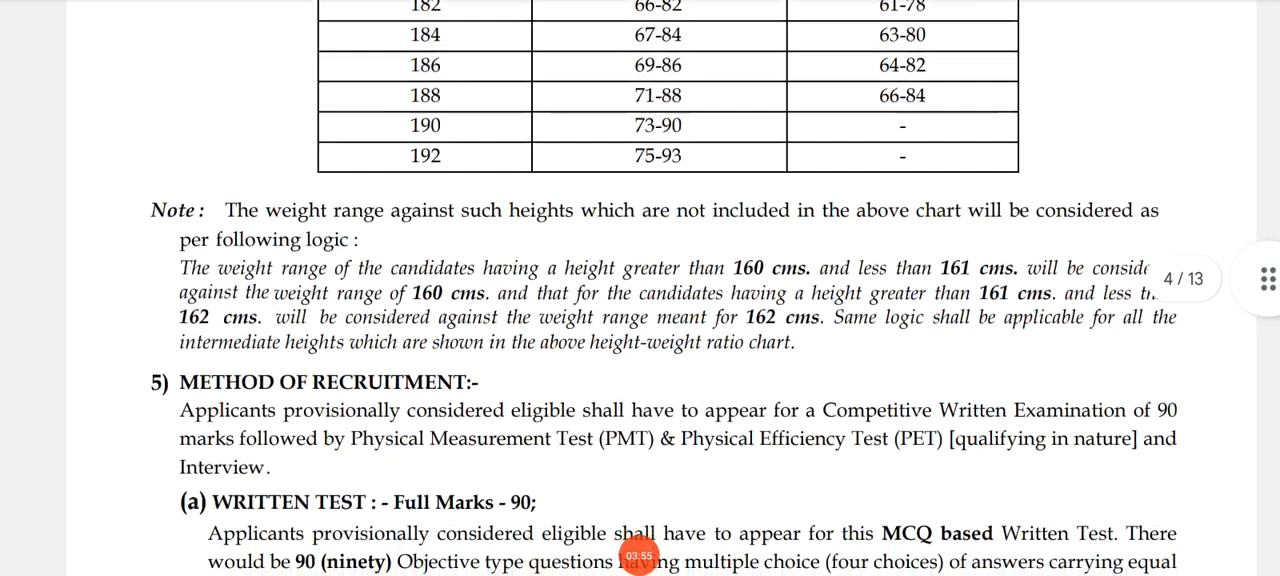 182 66-82 61-78
184 67-84 63-80
186 69-86 64-82
188 71-88 66-84
190 73-90 -
192 75-93 -
Note : The weight range against such heights which are not included in the above chart will be considered as
per following logic :
The weight range of the candidates having a height greater than 160 cms. and less than 161 cms. will be
against the weight range of 160 cms. and that for the candidates having a height greater than 161 cms. and less
4 / 13
162 cms. will be considered against the weight range meant for 162 cms. Same logic shall be applicable for all the
intermediate heights which are shown in the above height-weight ratio chart.
5) METHOD OF RECRUITMENT:-
Applicants provisionally considered eligible shall have to appear for a Competitive Written Examination of 90
marks followed by Physical Measurement Test (PMT) & Physical Efficiency Test (PET) [qualifying in nature] and
Interview.
(a) WRITTEN TEST : - Full Marks - 90;
Applicants provisionally considered eligible shall have to appear for this MCQ based Written Test. There
would be 90 (ninety) Objective type questions having multiple choice (four choices) of answers carrying equal
03:55